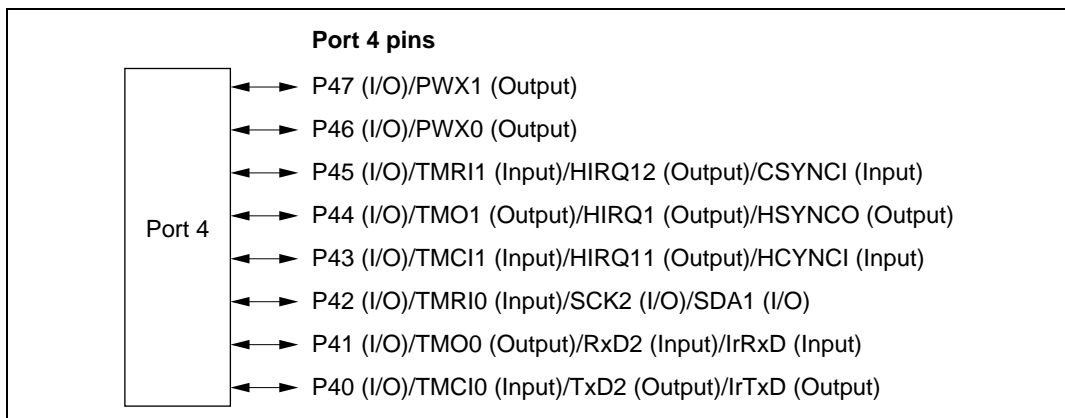 Port 4 pins
P47 (I/O)/PWX1 (Output)
P46 (I/O)/PWX0 (Output)
P45 (I/O)/TMRI1 (Input)/HIRQ12 (Output)/CSYNCI (Input)
P44 (I/O)/TMO1 (Output)/HIRQ1 (Output)/HSYNCO (Output)
Port 4
P43 (I/O)/TMCI1 (Input)/HIRQ11 (Output)/HCYNCI (Input)
P42 (I/O)/TMRI0 (Input)/SCK2 (I/O)/SDA1 (I/O)
P41 (I/O)/TMO0 (Output)/RxD2 (Input)/IrRxD (Input)
P40 (I/O)/TMCI0 (Input)/TxD2 (Output)/IrTxD (Output)